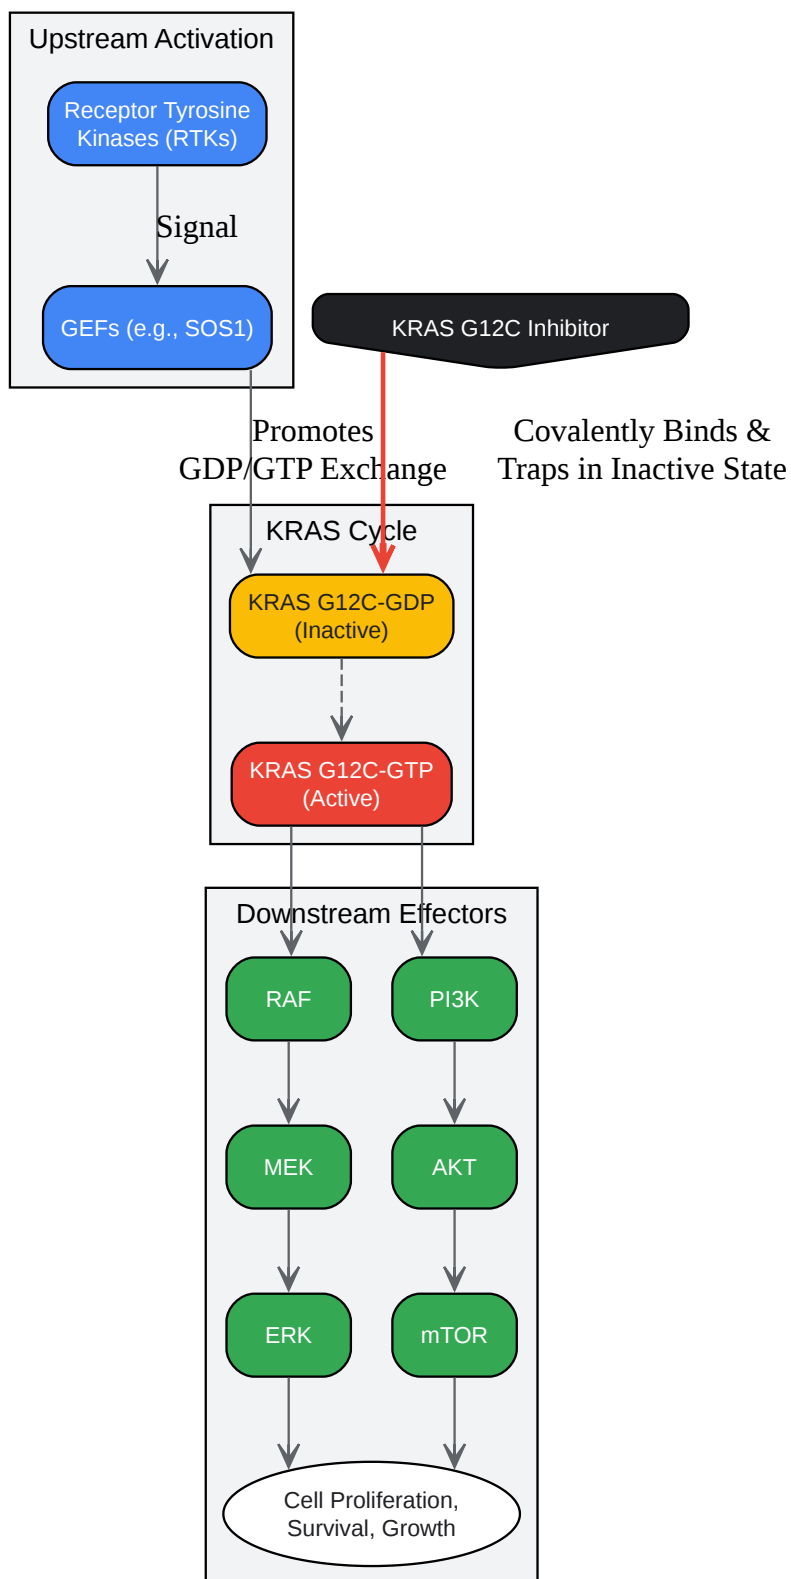 Upstream Activation
Receptor Tyrosine
Kinases (RTKs)
Signal
GEFs (e.g., SOS1)
KRAS G12C Inhibitor
Promotes
GDP/GTP Exchange
Covalently Binds &
Traps in Inactive State
KRAS Cycle
KRAS G12C-GDP
(Inactive)
KRAS G12C-GTP
(Active)
Downstream Effectors
RAF
PI3K
MEK
AKT
ERK
mTOR
Cell Proliferation,
Survival, Growth